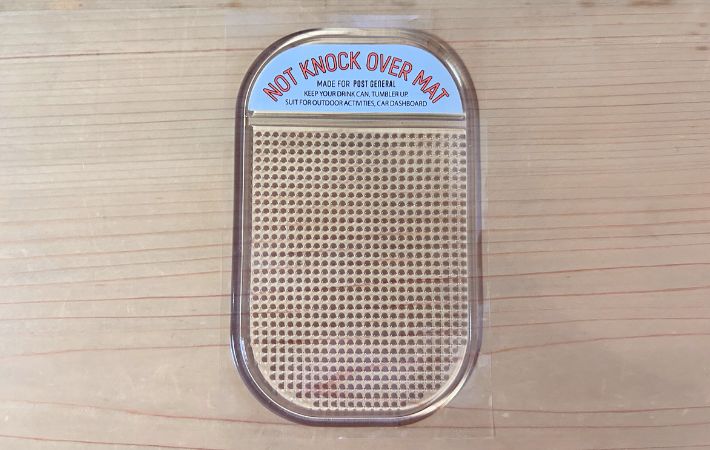 NOT KNOCK OVER MAT
MADE FOR POST GENERAL
KEEP YOUR DRINK CAN, TUMBLER UP
SUIT FOR OUTDOOR ACTIVITIES, CAR DASHBOARD